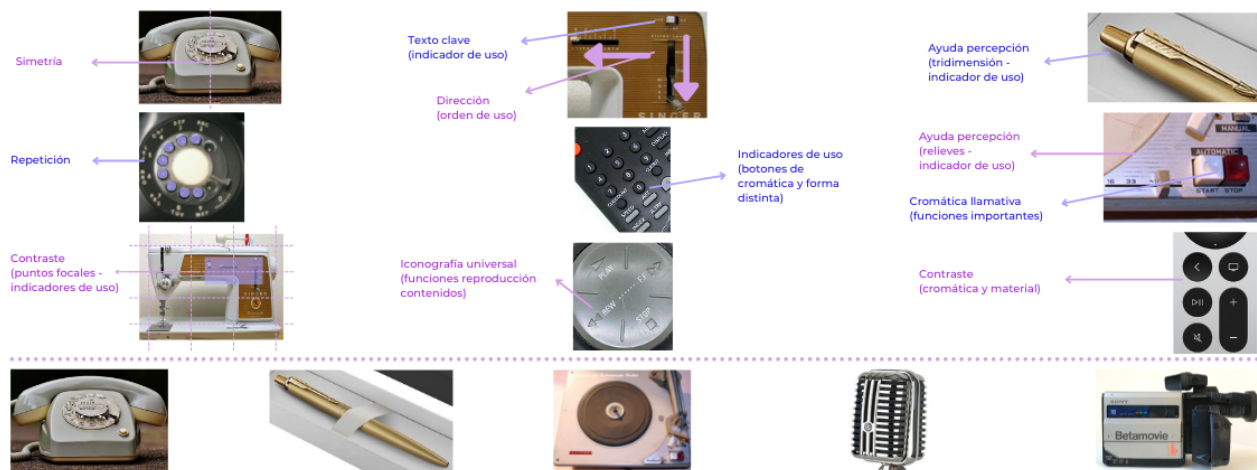 Simetría
Repetición
Contraste
(puntos focales -
indicadores de uso)
Texto clave
(indicador de uso)
Dirección
(orden de uso)
SINGER
Indicadores de uso
(botones de
cromática y forma
distinta)
Iconografía universal
(funciones reproducción
contenidos)
PLAY
F.F
REW
STOP
Ayuda percepción
(tridimensión -
indicador de uso)
Ayuda percepción
(relieves -
indicador de uso)
MANUAL
AUTOMATIC
16 33
START STOP
Cromática llamativa
(funciones importantes)
Contraste
(cromática y material)
SONY
Betamovie